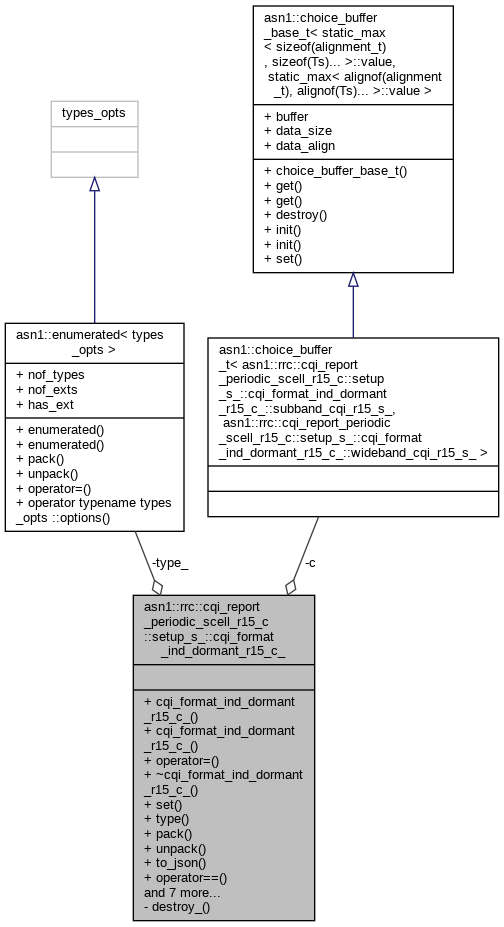 asn1::choice_buffer
_base_t< static_max
< sizeof(alignment_t)
, sizeof(Ts)... >::value,
static_max< alignof(alignment
_t), alignof(Ts)... >::value >
+ buffer
+ data_size
+ data_align
+ choice_buffer_base_t()
+ get()
+ get()
+ destroy()
+ init()
+ init()
+ set()
types_opts
asn1::enumerated< types
_opts >
+ nof_types
+ nof_exts
+ has_ext
+ enumerated()
+ enumerated()
+ pack()
+ unpack()
+ operator=()
+ operator typename types
_opts ::options()
asn1::choice_buffer
_t< asn1::rrc::cqi_report
_periodic_scell_r15_c::setup
_s_::cqi_format_ind_dormant
_r15_c_::subband_cqi_r15_s_,
asn1::rrc::cqi_report_periodic
_scell_r15_c::setup_s_::cqi_format
_ind_dormant_r15_c_::wideband_cqi_r15_s_ >
-type_
-c
asn1::rrc::cqi_report
_periodic_scell_r15_c
::setup_s_::cqi_format
_ind_dormant_r15_c_
+ cqi_format_ind_dormant
_r15_c_()
+ cqi_format_ind_dormant
_r15_c_()
+ operator=()
+ ~cqi_format_ind_dormant
_r15_c_()
+ set()
+ type()
+ pack()
+ unpack()
+ to_json()
+ operator==()
and 7 more...
- destroy_()